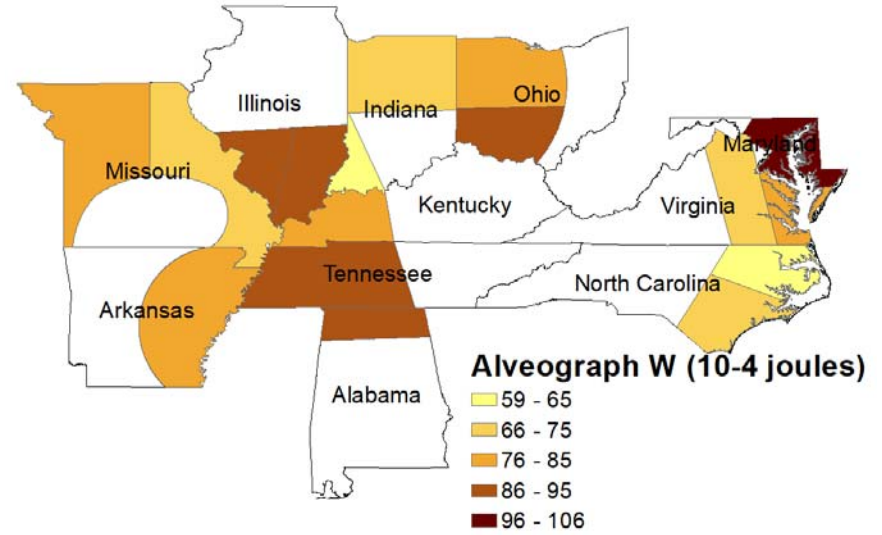 Illinois
Indiana
Ohio
Maryland
Missouri
Kentucky
Virginia
Tennessee
North Carolina
Arkansas
Alabama
Alveograph W (10-4 joules)
59 - 65
66 - 75
76 - 85
86 - 95
96 - 106